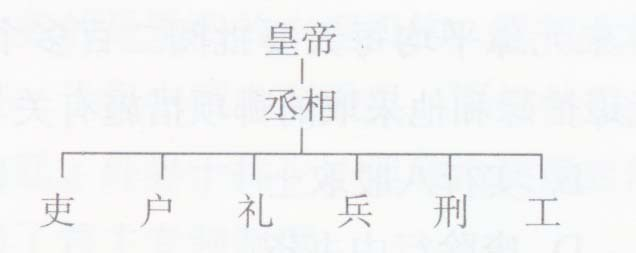 皇帝
丞相
吏 户 礼 兵 刑 工